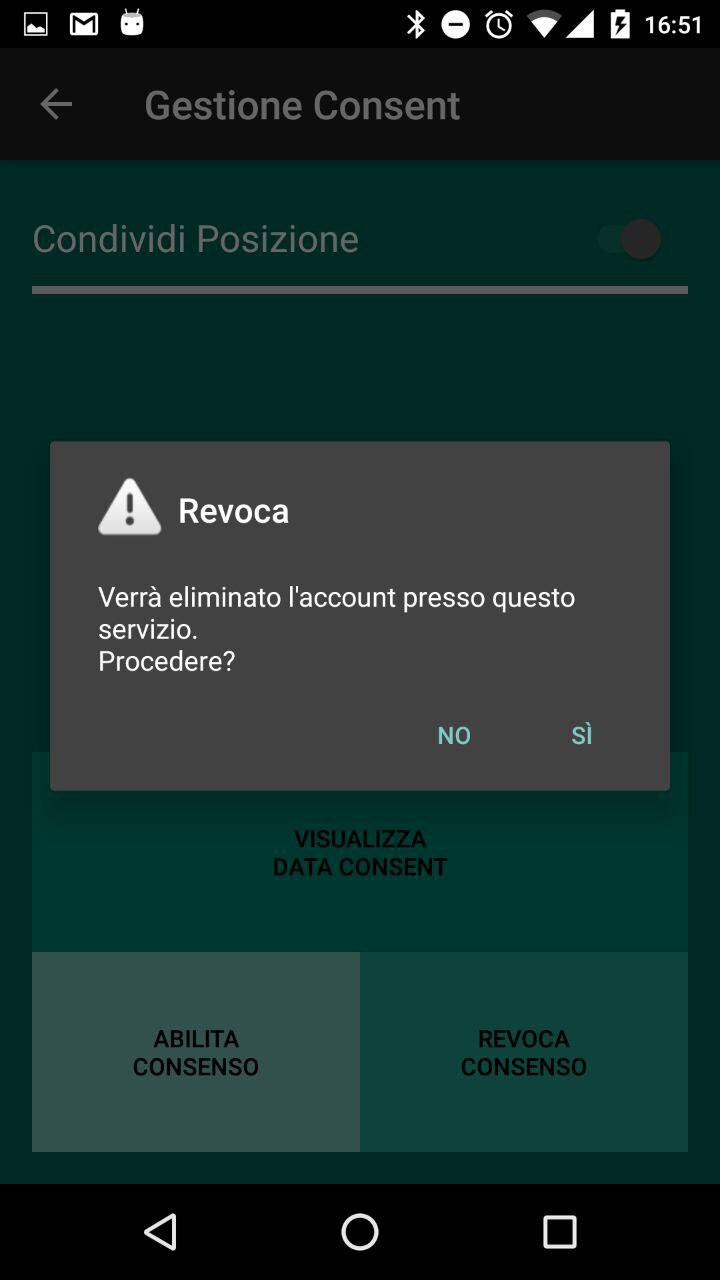 16:51
Gestione Consent
Condividi Posizione
Revoca
Verrà eliminato l'account presso questo
servizio.
Procedere?
NO SÌ
VISUALIZZA
DATA CONSENT
ABILITA
CONSENSO
REVOCA
CONSENSO